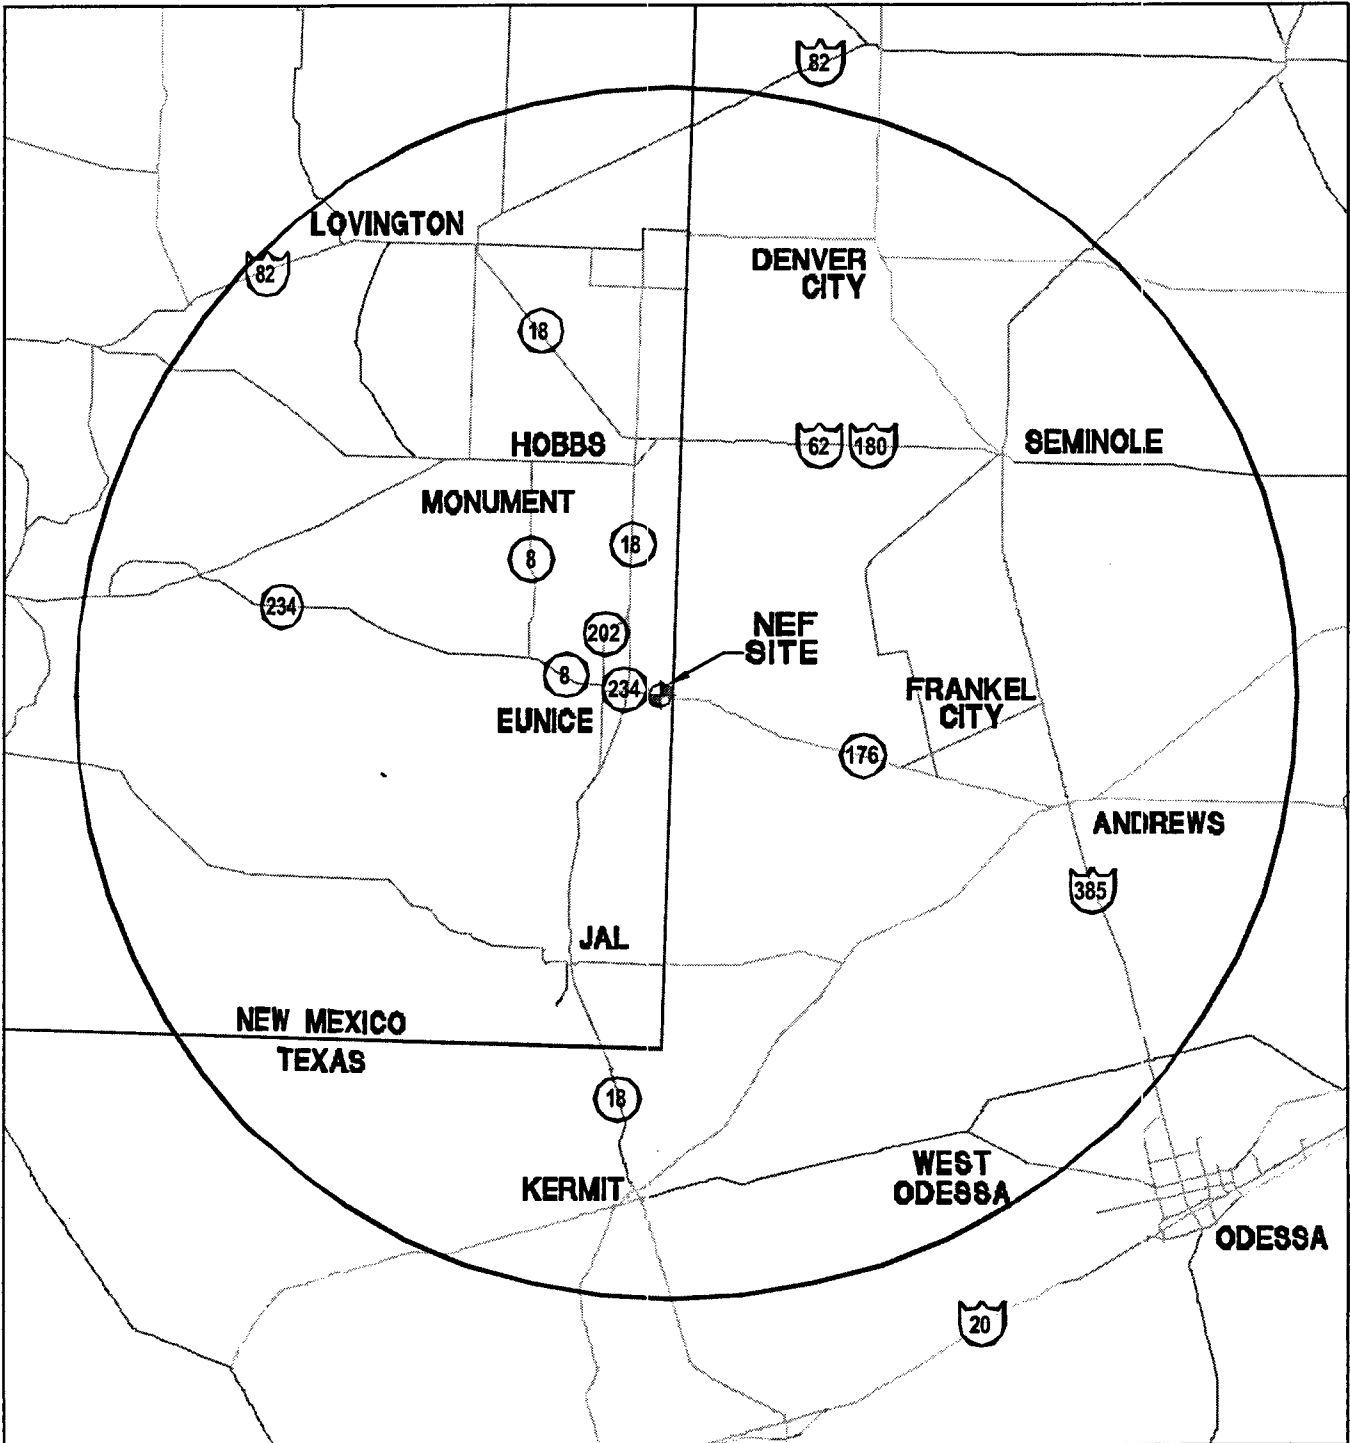 82
LOVINGTON
DENVER
CITY
82
18
HOBBS
62
180
SEMINOLE
MONUMENT
8
18
234
202
NEF
SITE
8
234
FRANKEL
CITY
EUNICE
176
ANDREWS
385
JAL
NEW MEXICO
TEXAS
18
KERMIT
WEST
ODESSA
ODESSA
20